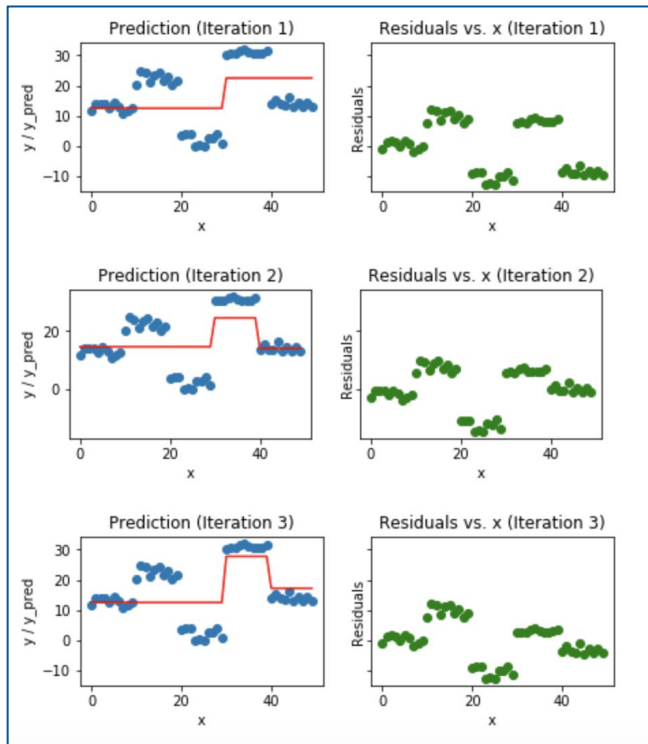 Prediction (Iteration 1)
y / y_pred
30
20
10
0
−10
0 20 40
x
Residuals vs. x (Iteration 1)
Residuals
0 20 40
x
Prediction (Iteration 2)
y / y_pred
20
0
0 20 40
x
Residuals vs. x (Iteration 2)
Residuals
0 20 40
x
Prediction (Iteration 3)
y / y_pred
30
20
10
0
−10
0 20 40
x
Residuals vs. x (Iteration 3)
Residuals
0 20 40
x